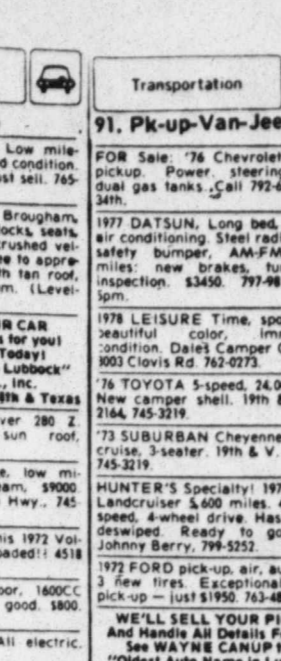 Low mile-
d condition.
st sell. 765-
Brougham,
ocks, seats,
rushed vel-
e to appre-
th tan roof,
m. (Level-
R CAR
s for you!
Today!
Lubbock"
., Inc.
8th & Texas
ver 280 Z.
sun roof,
e, low mi-
eam, $9000.
Hwy., 745-
his 1972 Vol-
oaded!! 4518
oor, 1600CC
good. $800.
All electric.
Transportation
91. Pk-up-Van-Jee
FOR Sale: '76 Chevrolet
pickup. Power. steering
dual gas tanks. Call 792-6
34th.
1977 DATSUN, Long bed,
air conditioning. Steel radi
safety bumper, AM-FM
miles: new brakes, tu
inspection. $3450. 797-98
5pm.
1978 LEISURE Time, spo
beautiful color, imm
condition. Dale's Camper C
3003 Clovis Rd. 762-0273.
'76 TOYOTA 5-speed, 24,0
New camper shell. 19th &
2164, 745-3219.
'73 SUBURBAN Cheyenne
cruise, 3-seater. 19th & V.
745-3219.
HUNTER'S Specialty! 197
Landcruiser 5,600 miles. 4
speed, 4-wheel drive. Has
deswiped. Ready to go
Johnny Berry, 799-5252.
1972 FORD pick-up, air, au
3 new tires. Exceptional
pick-up — just $1950. 763-48
WE'LL SELL YOUR PI
And Handle All Details F
See WAYNE CANUP